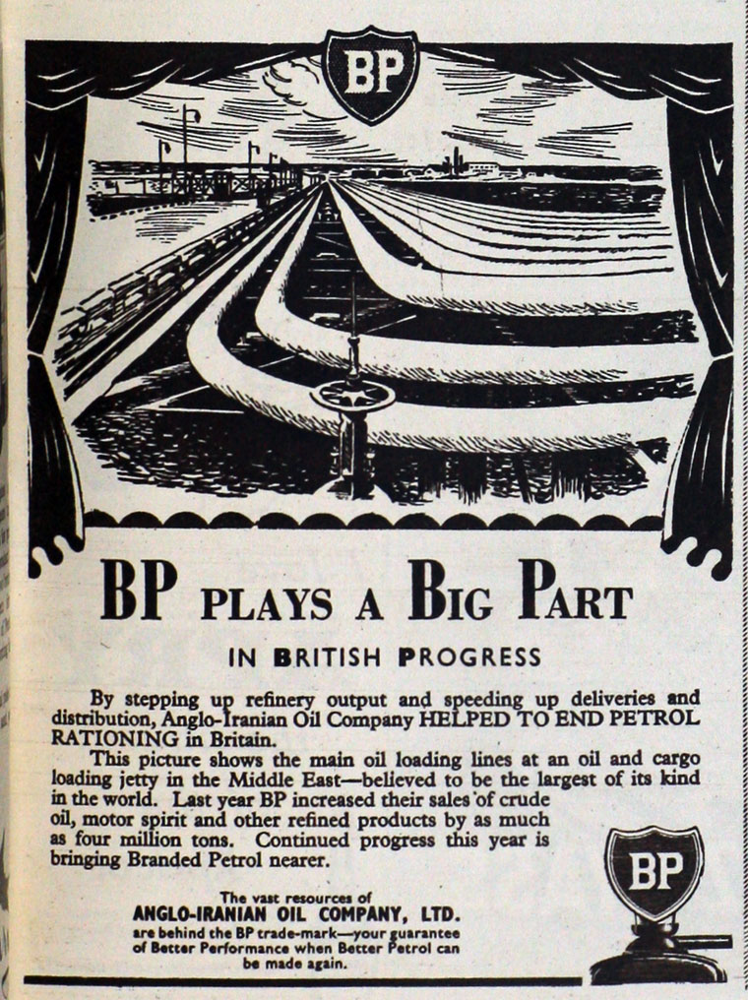 BP
BP PLAYS A BIG PART
IN BRITISH PROGRESS
By stepping up refinery output and speeding up deliveries and
distribution, Anglo-Iranian Oil Company HELPED TO END PETROL
RATIONING in Britain.
This picture shows the main oil loading lines at an oil and cargo
loading jetty in the Middle East—believed to be the largest of its kind
in the world. Last year BP increased their sales of crude
oil, motor spirit and other refined products by as much
as four million tons. Continued progress this year is
bringing Branded Petrol nearer.
The vast resources of
ANGLO-IRANIAN OIL COMPANY, LTD.
are behind the BP trade-mark—your guarantee
of Better Performance when Better Petrol can
be made again.
BP